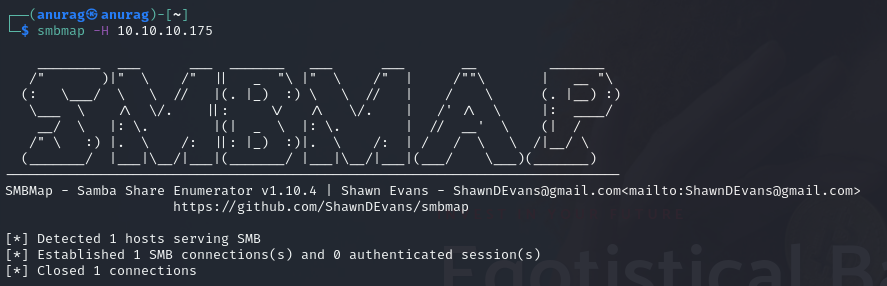 ┌──(anurag㉿anurag)-[~]
└─$ smbmap -H 10.10.10.175
SMBMAP
SMBMap - Samba Share Enumerator v1.10.4 | Shawn Evans - ShawnDEvans@gmail.com<mailto:ShawnDEvans@gmail.com>
https://github.com/ShawnDEvans/smbmap
[*] Detected 1 hosts serving SMB
[*] Established 1 SMB connections(s) and 0 authenticated session(s)
[*] Closed 1 connections
Egotistical Ba